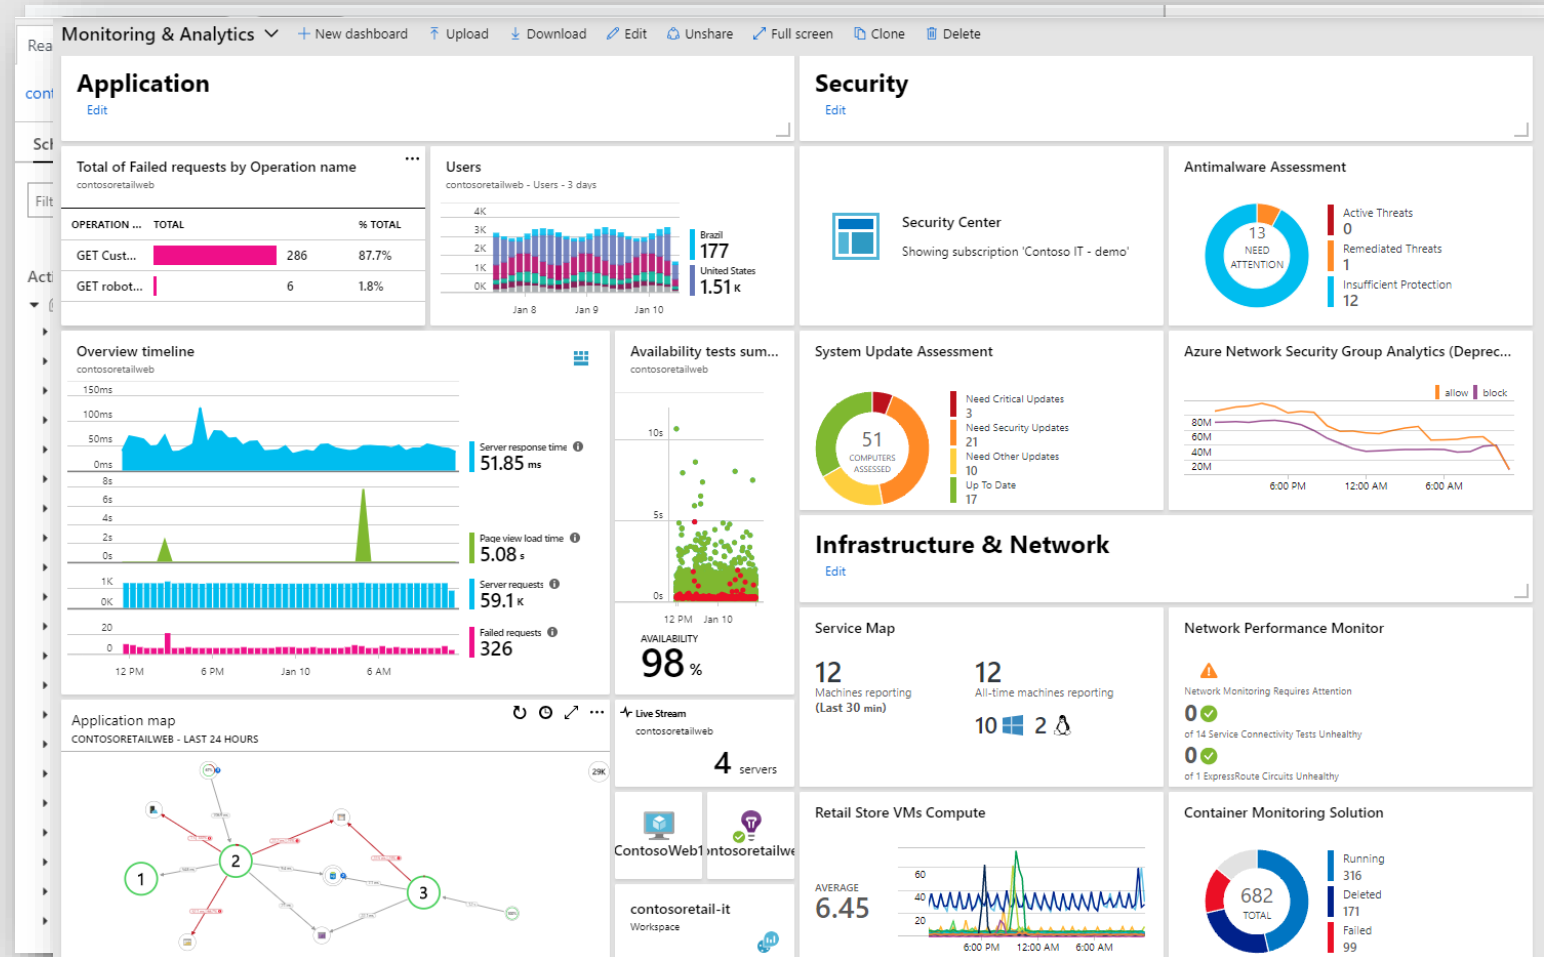 Rea
cont
Sch
Filt
Acti
Monitoring & Analytics
New dashboard
Upload
Download
Edit
Unshare
Full screen
Clone
Delete
Application
Edit
Total of Failed requests by Operation name
contosoretailweb
OPERATION ... TOTAL % TOTAL
GET Cust... 286 87.7%
GET robot... 6 1.8%
Users
contosoretailweb - Users - 3 days
4K
3K
2K
1K
0K
Jan 8 Jan 9 Jan 10
Brazil
177
United States
1.51 K
Overview timeline
contosoretailweb
150ms
100ms
50ms
0ms
Server response time
51.85 ms
8s
6s
4s
2s
0s
Page view load time
5.08 s
1K
0K
Server requests
59.1 K
20
0
Failed requests
326
12 PM 6 PM Jan 10 6 AM
Availability tests sum...
contosoretailweb
10s
5s
0s
12 PM Jan 10
AVAILABILITY
98 %
Application map
CONTOSORETAILWEB - LAST 24 HOURS
29K
1
2
3
Live Stream
contosoretailweb
4 servers
ContosoWeb1
ontosoretailwe
contosoretail-it
Workspace
Security
Edit
Security Center
Showing subscription 'Contoso IT - demo'
Antimalware Assessment
13
NEED
ATTENTION
Active Threats
0
Remediated Threats
1
Insufficient Protection
12
System Update Assessment
51
COMPUTERS
ASSESSED
Need Critical Updates
3
Need Security Updates
21
Need Other Updates
10
Up To Date
17
Azure Network Security Group Analytics (Deprec...
allow block
80M
60M
40M
20M
6:00 PM 12:00 AM 6:00 AM
Infrastructure & Network
Edit
Service Map
12
Machines reporting
(Last 30 min)
12
All-time machines reporting
10 2
Network Performance Monitor
Network Monitoring Requires Attention
0
of 14 Service Connectivity Tests Unhealthy
0
of 1 ExpressRoute Circuits Unhealthy
Retail Store VMs Compute
AVERAGE
6.45
60
40
20
6:00 PM 12:00 AM 6:00 AM
Container Monitoring Solution
682
TOTAL
Running
316
Deleted
171
Failed
99